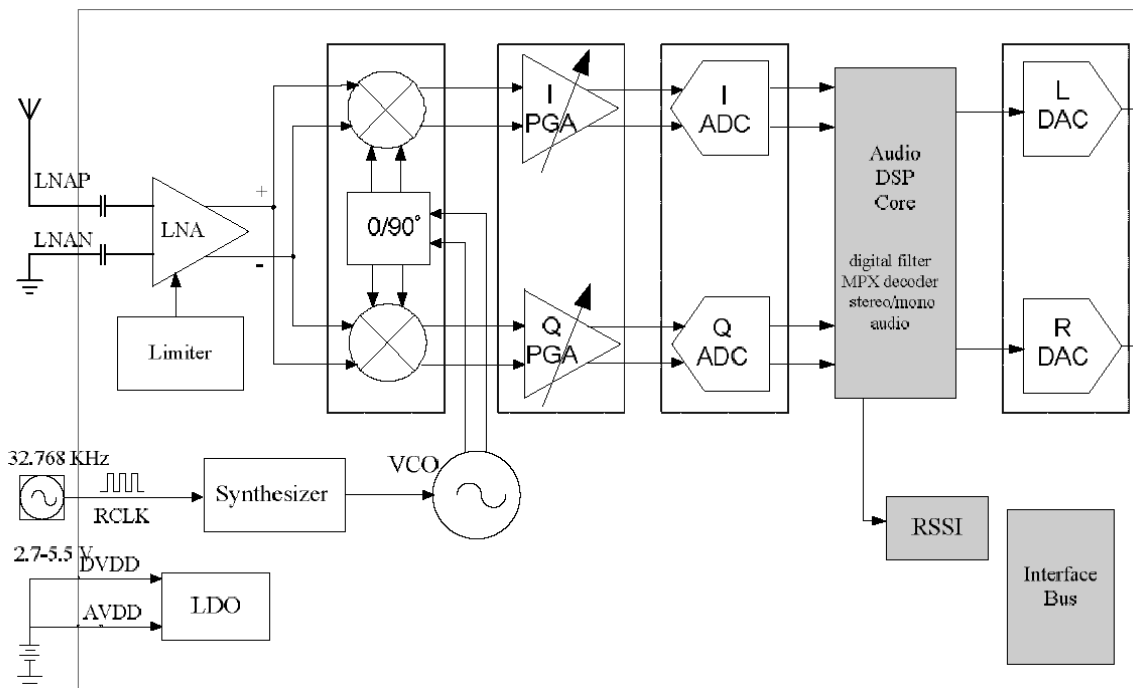 I
PGA
I
ADC
L
DAC
Audio
DSP
Core
digital filter
MPX decoder
stereo/mono
audio
LNAP
+
LNA
LNAN
-
0/90°
Limiter
Q
PGA
Q
ADC
R
DAC
32.768 KHz
RCLK
Synthesizer
VCO
RSSI
Interface
Bus
2.7-5.5 V
DVDD
LDO
AVDD